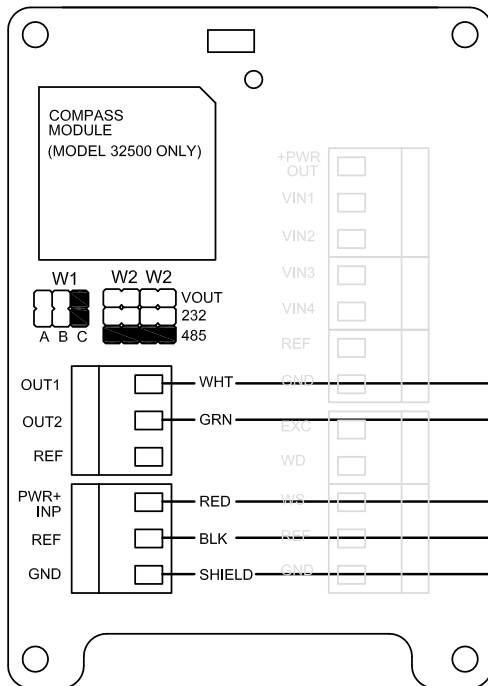 COMPASS
MODULE
(MODEL 32500 ONLY)
+PWR
OUT
VIN1
VIN2
VIN3
VIN4
REF
GND
EXC
WD
WS
REF
GND
W1
W2 W2
VOUT
232
485
A B C
OUT1
WHT
OUT2
GRN
REF
PWR+
INP
RED
REF
BLK
GND
SHIELD